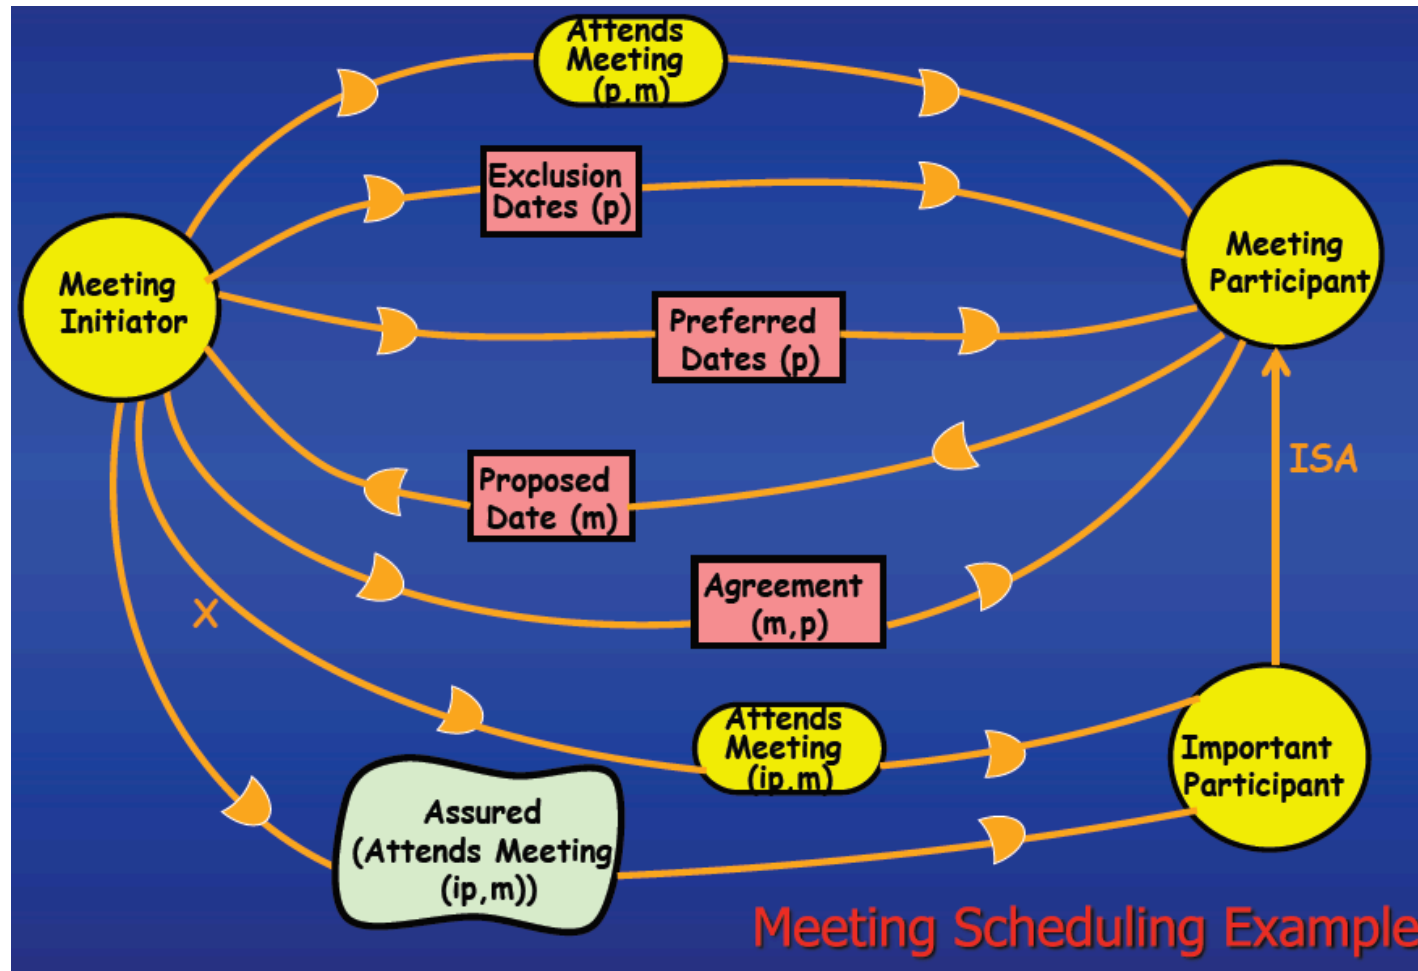 Attends
Meeting
(p,m)
Exclusion
Dates (p)
Meeting
Initiator
Meeting
Participant
Preferred
Dates (p)
ISA
Proposed
Date (m)
Agreement
(m,p)
X
Attends
Meeting
(ip,m)
Important
Participant
Assured
(Attends Meeting
(ip,m))
Meeting Scheduling Example